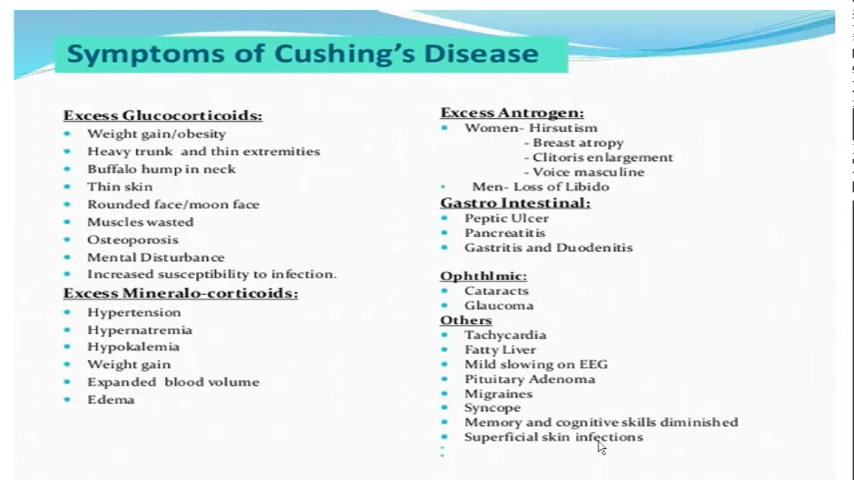 Symptoms of Cushing's Disease
Excess Glucocorticoids:
Weight gain/obesity
Heavy trunk and thin extremities
Buffalo hump in neck
Thin skin
Rounded face/moon face
Muscles wasted
Osteoporosis
Mental Disturbance
Increased susceptibility to infection.
Excess Mineralo-corticoids:
Hypertension
Hypernatremia
Hypokalemia
Weight gain
Expanded blood volume
Edema
Excess Antrogen:
Women- Hirsutism
- Breast atropy
- Clitoris enlargement
- Voice masculine
Men- Loss of Libido
Gastro Intestinal:
Peptic Ulcer
Pancreatitis
Gastritis and Duodenitis
Ophthlmic:
Cataracts
Glaucoma
Others
Tachycardia
Fatty Liver
Mild slowing on EEG
Pituitary Adenoma
Migraines
Syncope
Memory and cognitive skills diminished
Superficial skin infections